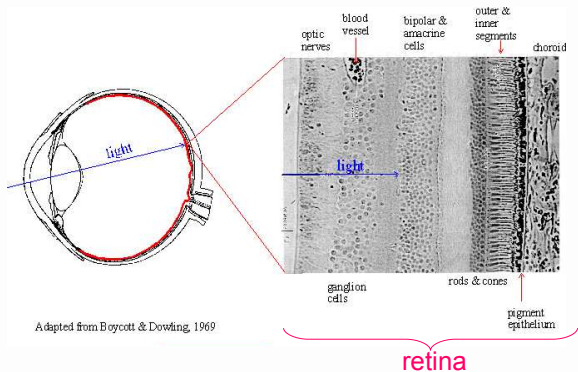 blood
vessel
optic
nerves
bipolar &
amacrine
cells
outer &
inner
segments
choroid
light
light
ganglion
cells
rods & cones
pigment
epithelium
Adapted from Boycott & Dowling, 1969
retina